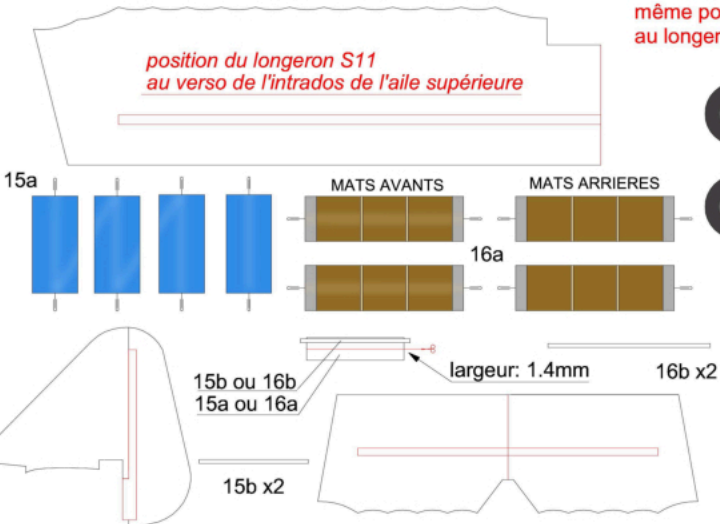 même po
au longer
position du longeron S11
au verso de l'intrados de l'aile supérieure
15a
MATS AVANTS
MATS ARRIERES
16a
15b ou 16b
15a ou 16a
largeur: 1.4mm
16b x2
15b x2